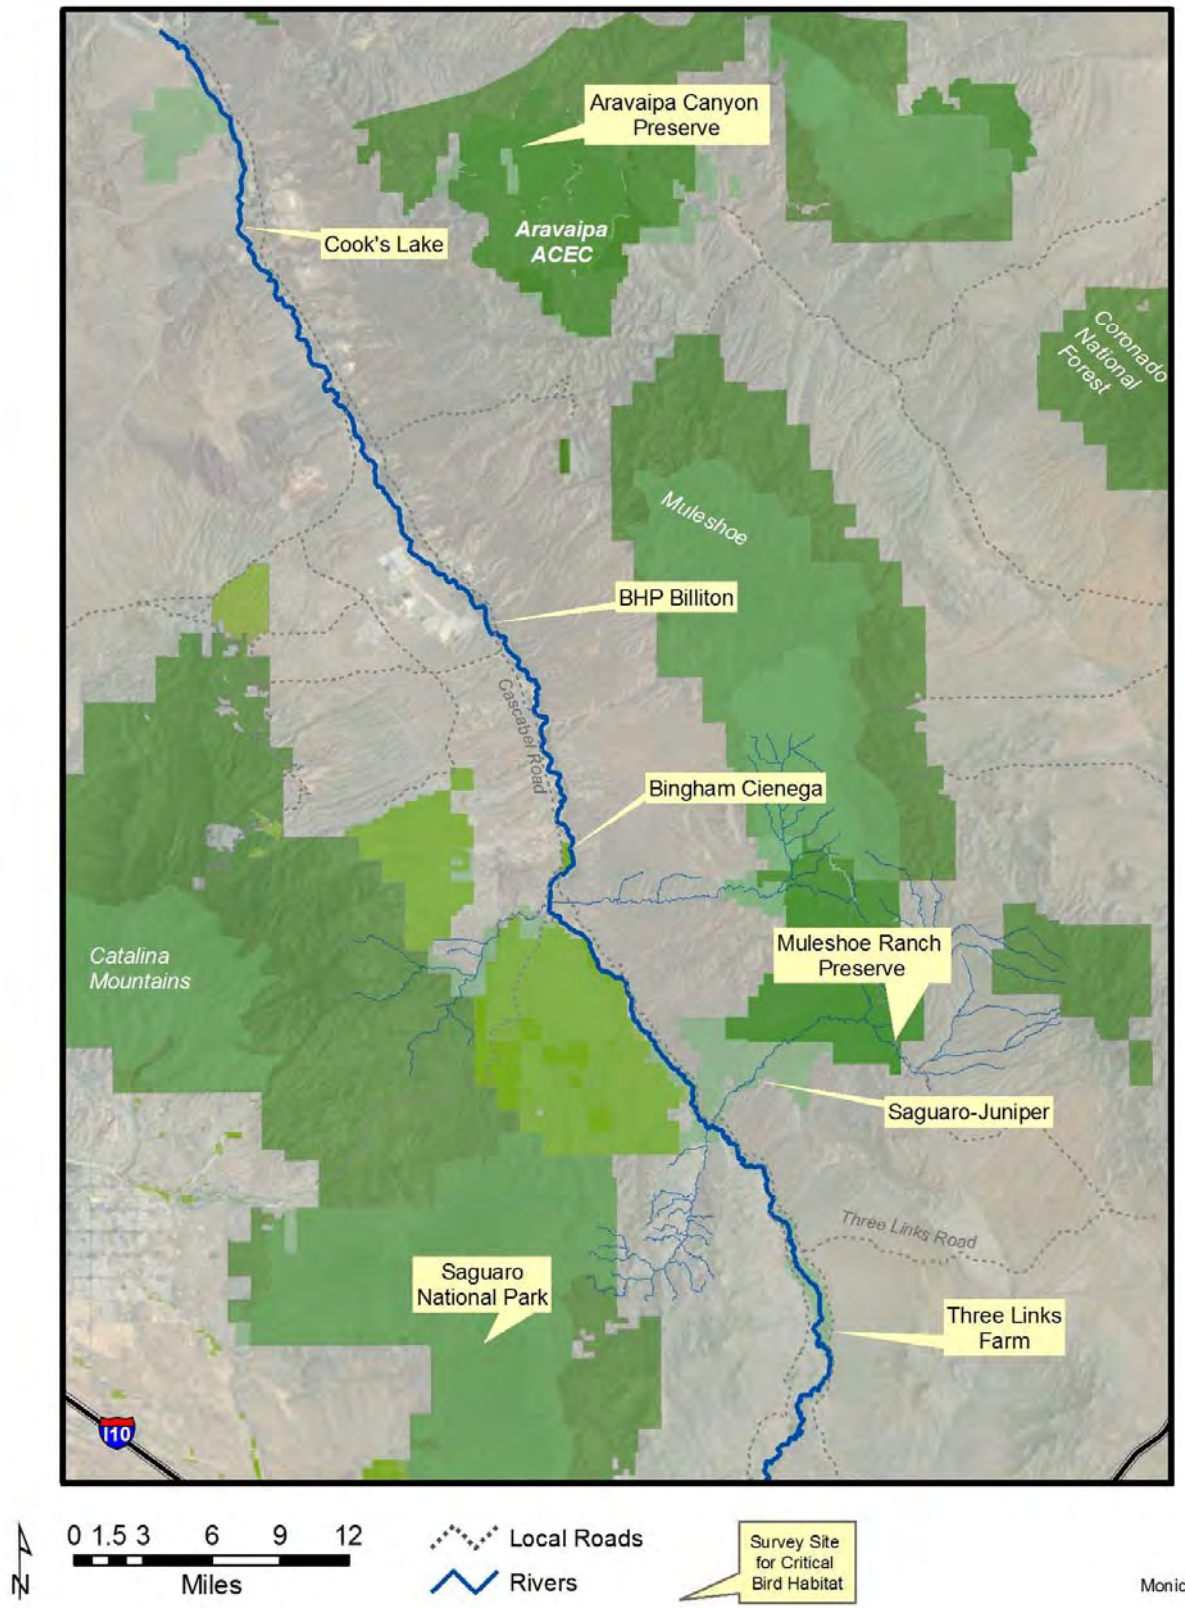 Aravaipa Canyon
Preserve
Cook's Lake
Aravaipa
ACEC
Coronado
National
Forest
Muleshoe
BHP Billiton
Cascabel Road
Bingham Cienega
Muleshoe Ranch
Preserve
Catalina
Mountains
Saguaro-Juniper
Three Links Road
Saguaro
National Park
Three Links
Farm
I10
0 1.5 3 6 9 12
Miles
N
Local Roads
Rivers
Survey Site
for Critical
Bird Habitat
Monic